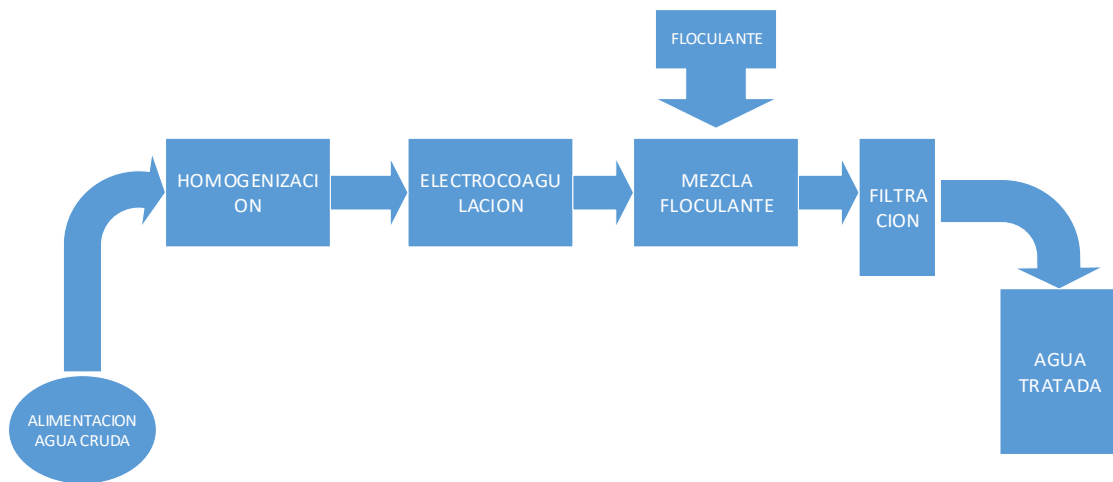 FLOCULANTE
HOMOGENIZACI
ON
ELECTROCOAGU
LACION
MEZCLA
FLOCULANTE
FILTRA
CION
AGUA
TRATADA
ALIMENTACION
AGUA CRUDA